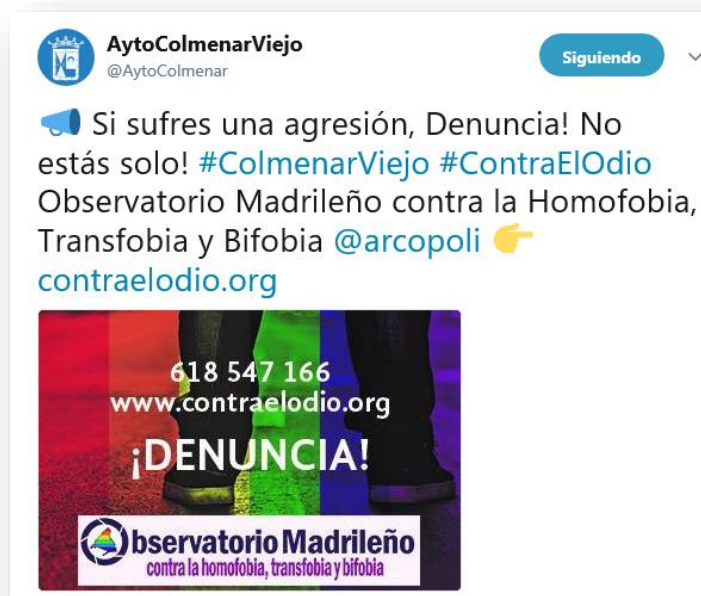 AytoColmenarViejo
@AytoColmenar
Siguiendo
Si sufres una agresión, Denuncia! No
estás solo! #ColmenarViejo #ContraElOdio
Observatorio Madrileño contra la Homofobia,
Transfobia y Bifobia @arcopoli
contraelodio.org
618 547 166
www.contraelodio.org
¡DENUNCIA!
Observatorio Madrileño
contra la homofobia, transfobia y bifobia